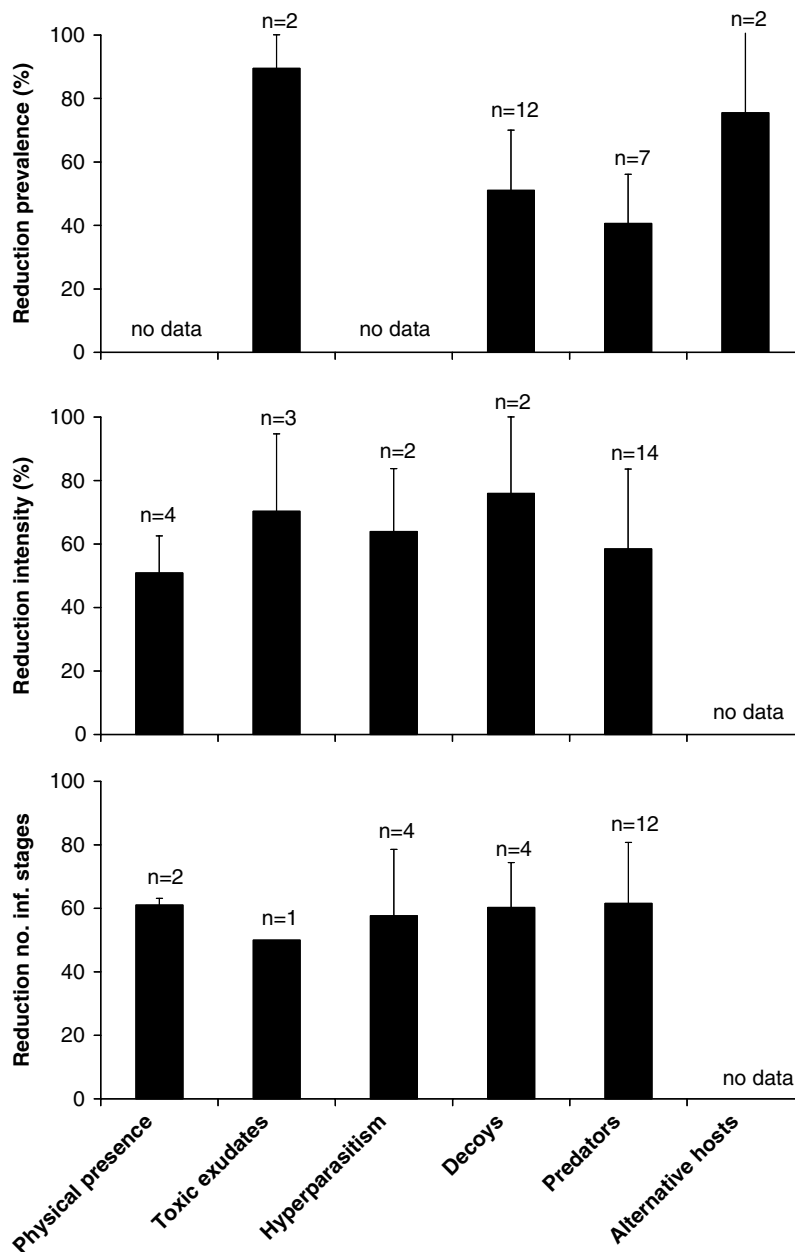 Reduction prevalence (%)
100
80
60
40
20
0
no data
n=2
no data
n=12
n=7
n=2
Reduction intensity (%)
100
80
60
40
20
0
n=4
n=3
n=2
n=2
n=14
no data
Reduction no. inf. stages
100
80
60
40
20
0
n=2
n=1
n=4
n=4
n=12
no data
Physical presence
Toxic exudates
Hyperparasitism
Decoys
Predators
Alternative hosts